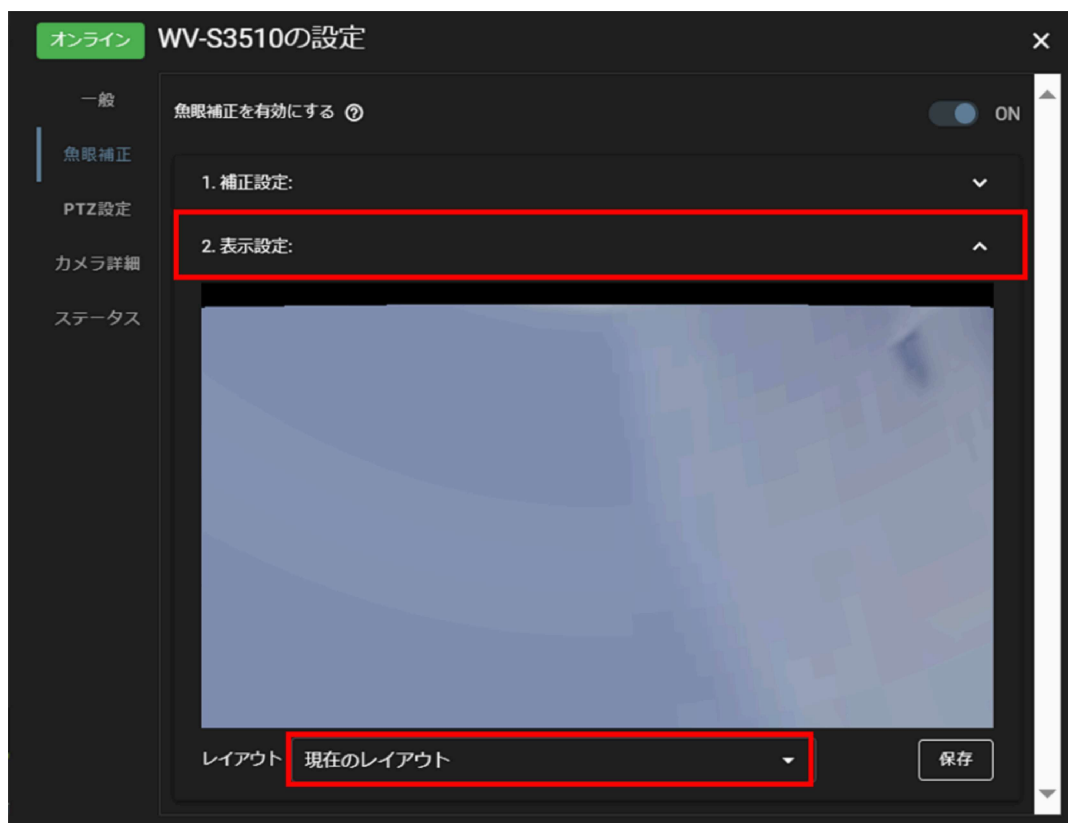 オンライン WV-S3510の設定
一般
魚眼補正
PTZ設定
カメラ詳細
ステータス
魚眼補正を有効にする ?
ON
1. 補正設定:
2. 表示設定:
レイアウト 現在のレイアウト 保存